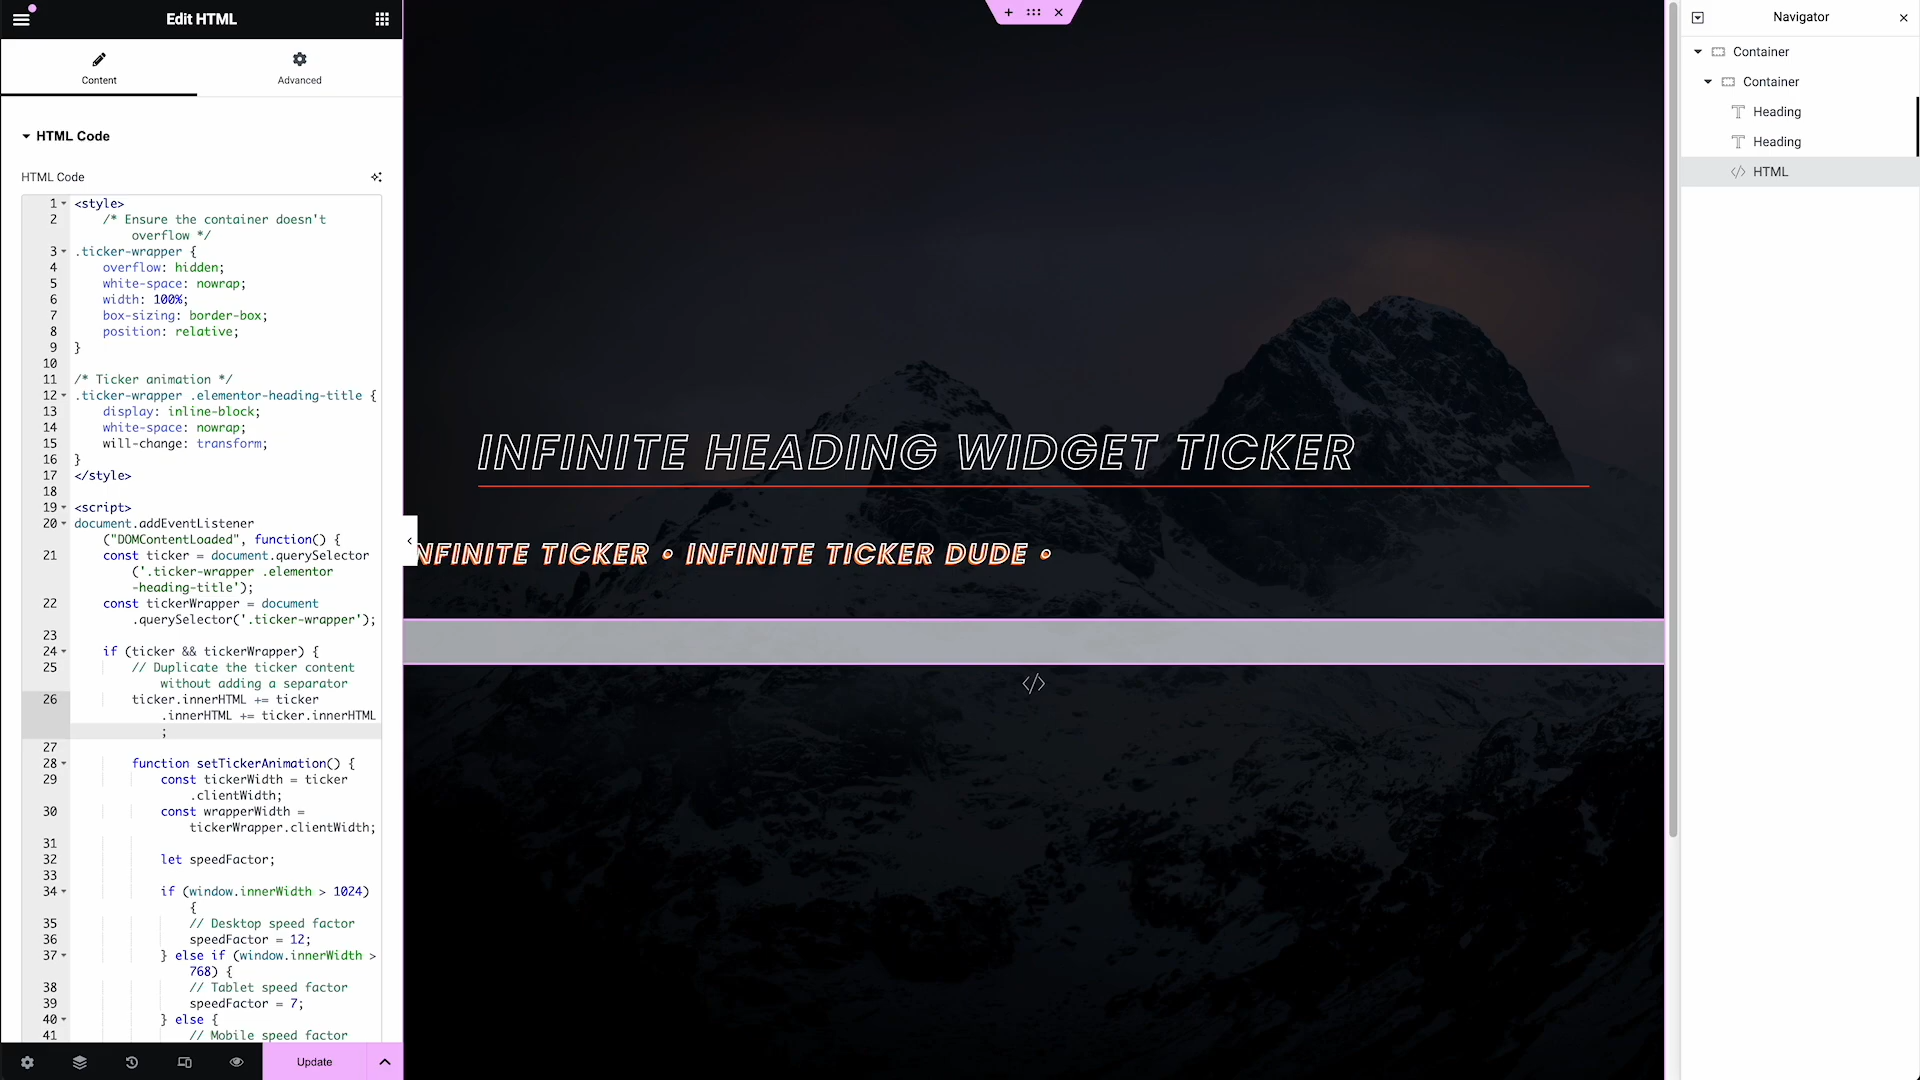 Edit HTML
Content
Advanced
HTML Code
HTML Code
1 <style>
2 /* Ensure the container doesn't
overflow */
3 .ticker-wrapper {
4 overflow: hidden;
5 white-space: nowrap;
6 width: 100%;
7 box-sizing: border-box;
8 position: relative;
9 }
10
11 /* Ticker animation */
12 .ticker-wrapper .elementor-heading-title {
13 display: inline-block;
14 white-space: nowrap;
15 will-change: transform;
16 }
17 </style>
18
19 <script>
20 document.addEventListener
("DOMContentLoaded", function() {
21 const ticker = document.querySelector
('.ticker-wrapper .elementor
-heading-title');
22 const tickerWrapper = document
.querySelector('.ticker-wrapper');
23
24 if (ticker && tickerWrapper) {
25 // Duplicate the ticker content
without adding a separator
26 ticker.innerHTML += ticker
.innerHTML += ticker.innerHTML
;
27
28 function setTickerAnimation() {
29 const tickerWidth = ticker
.clientWidth;
30 const wrapperWidth =
tickerWrapper.clientWidth;
31
32 let speedFactor;
33
34 if (window.innerWidth > 1024)
{
35 // Desktop speed factor
36 speedFactor = 12;
37 } else if (window.innerWidth >
768) {
38 // Tablet speed factor
39 speedFactor = 7;
40 } else {
41 // Mobile speed factor
Update
INFINITE HEADING WIDGET TICKER
NFINITE TICKER • INFINITE TICKER DUDE •
</>
Navigator
Container
Container
Heading
Heading
</> HTML